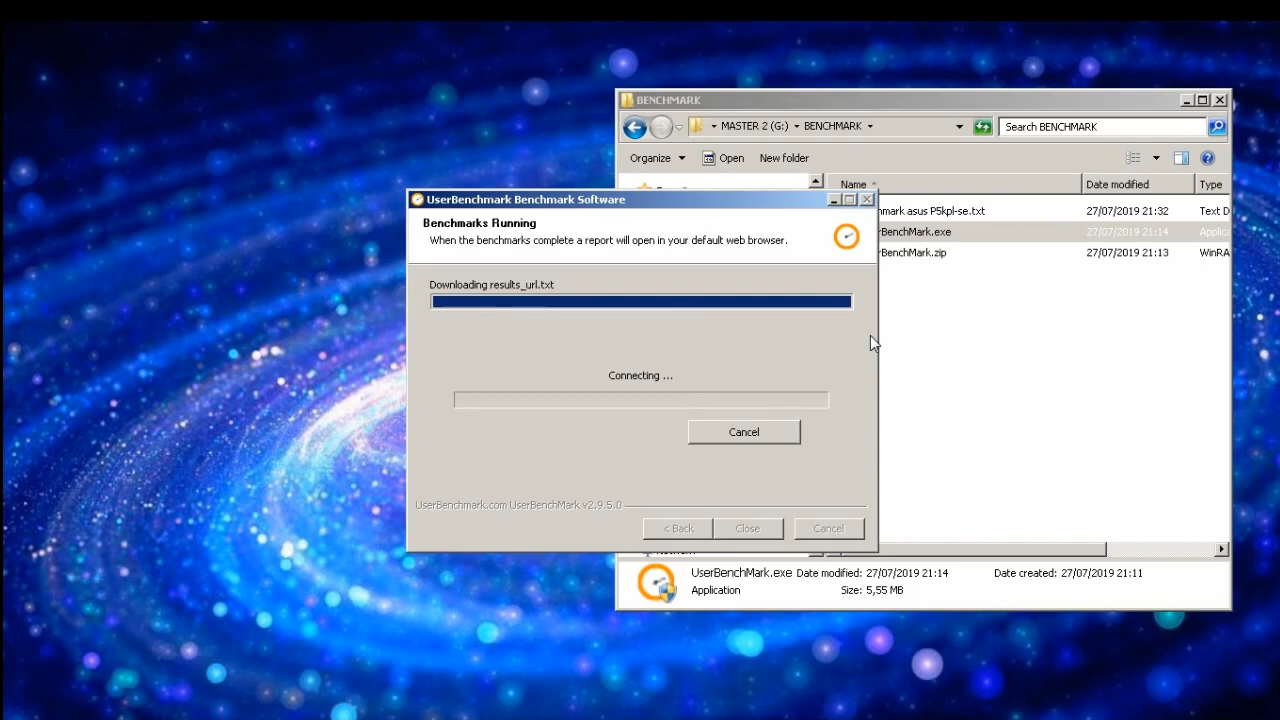 BENCHMARK
MASTER 2 (G:) BENCHMARK
Search BENCHMARK
Organize Open New folder
Name Date modified Type
UserBenchmark Benchmark Software
Benchmarks Running
When the benchmarks complete a report will open in your default web browser.
Downloading results_url.txt
Connecting ...
Cancel
UserBenchmark.com UserBenchMark v2.9.5.0
< Back Close Cancel
nmark asus P5kpl-se.txt 27/07/2019 21:32 Text D
rBenchMark.exe 27/07/2019 21:14 Applic
rBenchMark.zip 27/07/2019 21:13 WinRA
UserBenchMark.exe Date modified: 27/07/2019 21:14 Date created: 27/07/2019 21:11
Application Size: 5,55 MB